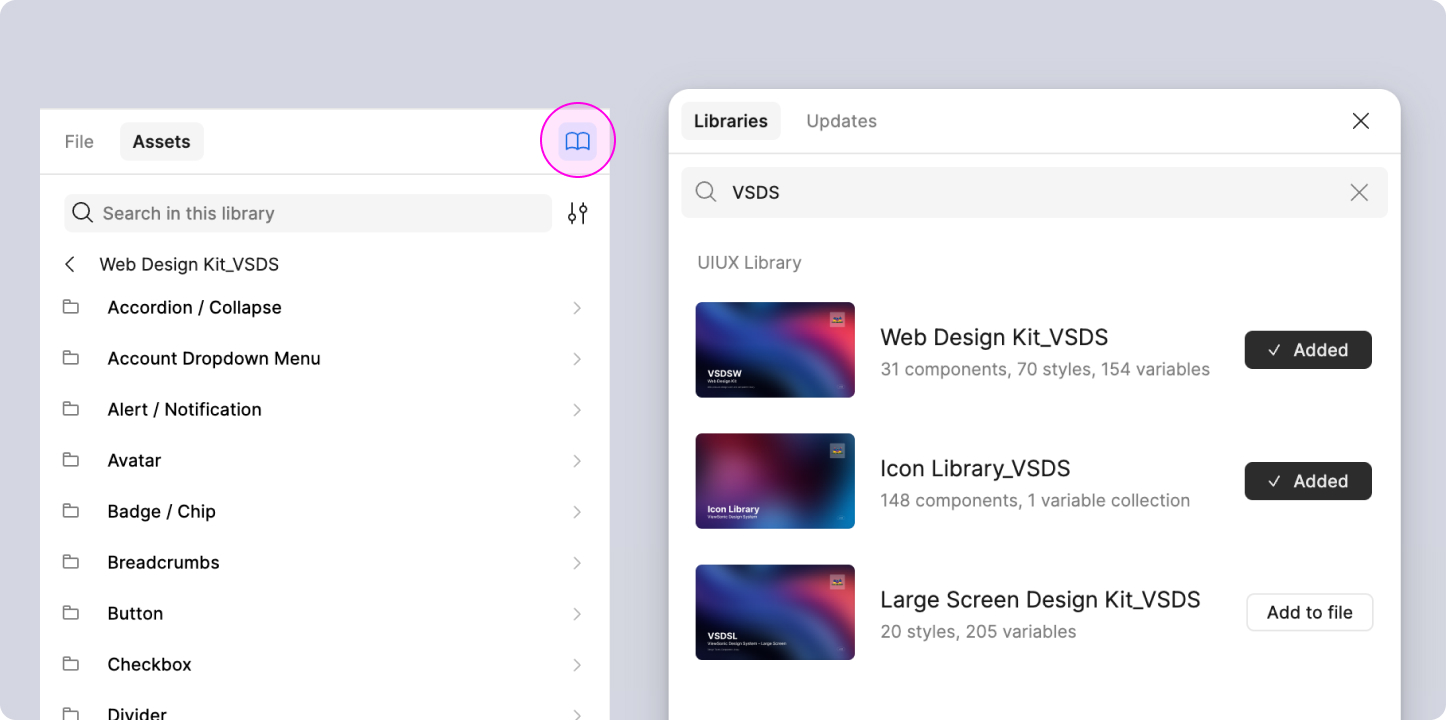 File
Assets
Search in this library
Web Design Kit_VSDS
Accordion / Collapse
Account Dropdown Menu
Alert / Notification
Avatar
Badge / Chip
Breadcrumbs
Button
Checkbox
Divider
Libraries
Updates
VSDS
UIUX Library
VSDSW
Web Design Kit
Web Design Kit_VSDS
31 components, 70 styles, 154 variables
Added
Icon Library
ViewSonic Design System
Icon Library_VSDS
148 components, 1 variable collection
Added
VSDSL
ViewSonic Design System - Large Screen
Large Screen Design Kit_VSDS
20 styles, 205 variables
Add to file